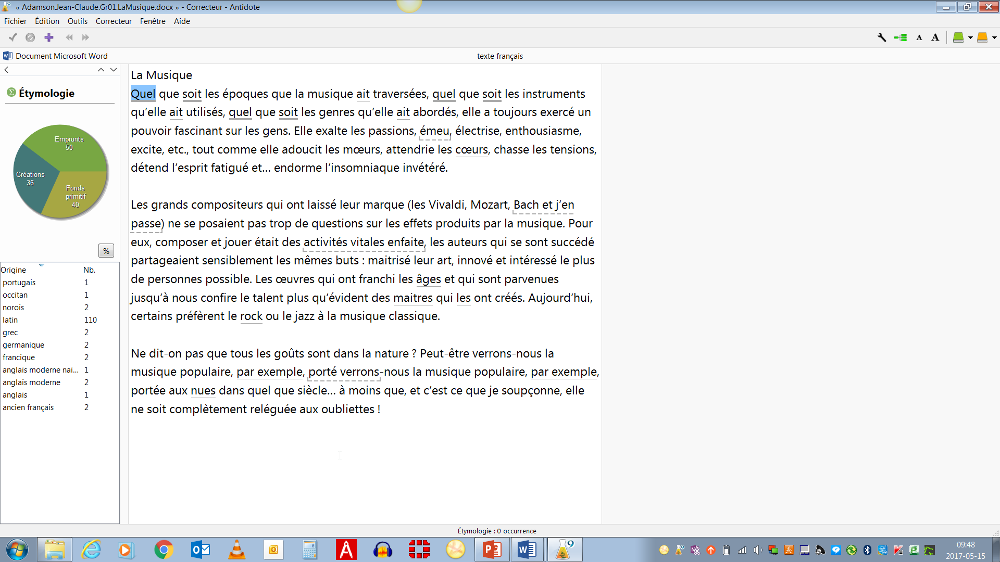 « Adamson.Jean-Claude.Gr01.LaMusique.docx » - Correcteur - Antidote
Fichier Édition Outils Correcteur Fenêtre Aide
A A
Document Microsoft Word
texte français
Étymologie
Emprunts
50
Créations
36
Fonds
primitif
40
%
Origine Nb.
portugais 1
occitan 1
norois 2
latin 110
grec 2
germanique 2
francique 2
anglais moderne nai... 1
anglais moderne 2
anglais 1
ancien français 2
La Musique
Quel que soit les époques que la musique ait traversées, quel que soit les instruments
qu’elle ait utilisés, quel que soit les genres qu’elle ait abordés, elle a toujours exercé un
pouvoir fascinant sur les gens. Elle exalte les passions, émeu, électrise, enthousiasme,
excite, etc., tout comme elle adoucit les mœurs, attendrie les cœurs, chasse les tensions,
détend l’esprit fatigué et… endorme l’insomniaque invétéré.
Les grands compositeurs qui ont laissé leur marque (les Vivaldi, Mozart, Bach et j’en
passe) ne se posaient pas trop de questions sur les effets produits par la musique. Pour
eux, composer et jouer était des activités vitales enfaite, les auteurs qui se sont succédé
partageaient sensiblement les mêmes buts : maitrisé leur art, innové et intéressé le plus
de personnes possible. Les œuvres qui ont franchi les âges et qui sont parvenues
jusqu’à nous confire le talent plus qu’évident des maitres qui les ont créés. Aujourd’hui,
certains préfèrent le rock ou le jazz à la musique classique.
Ne dit-on pas que tous les goûts sont dans la nature ? Peut-être verrons-nous la
musique populaire, par exemple, porté verrons-nous la musique populaire, par exemple,
portée aux nues dans quel que siècle… à moins que, et c’est ce que je soupçonne, elle
ne soit complètement reléguée aux oubliettes !
Étymologie : 0 occurrence
09:48
2017-05-15